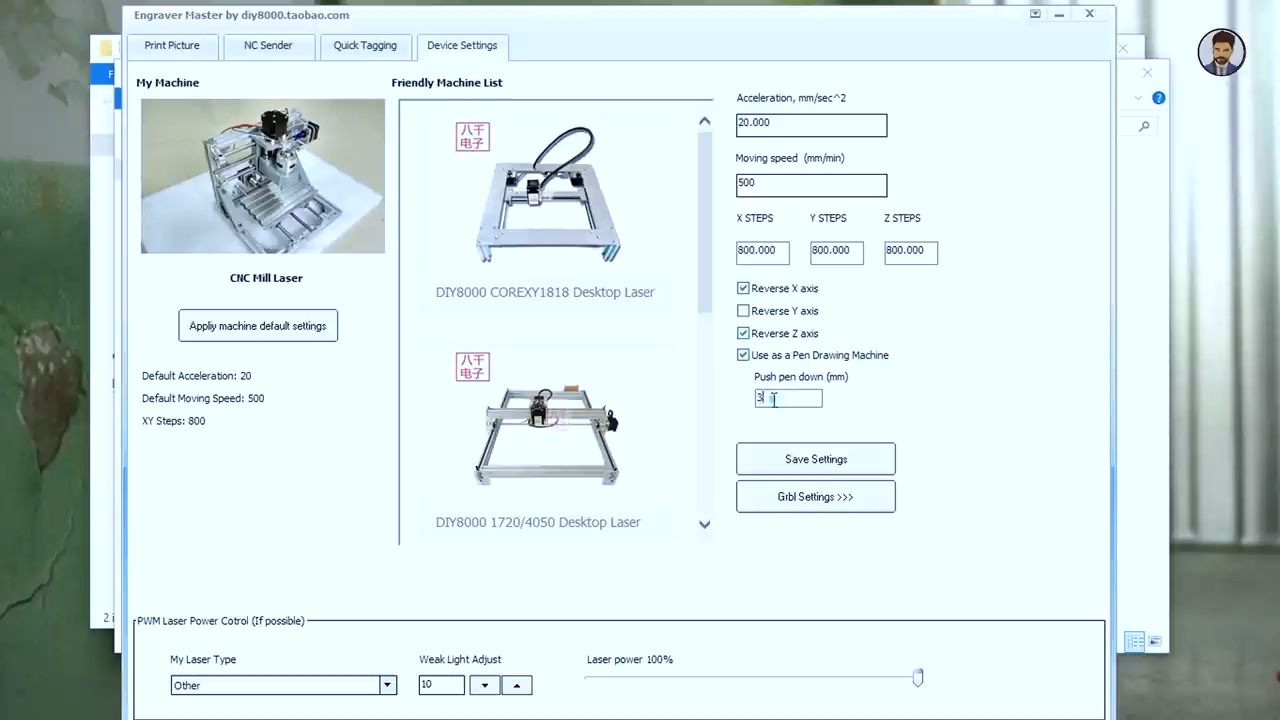 Engraver Master by diy8000.taobao.com
Print Picture
NC Sender
Quick Tagging
Device Settings
F
My Machine
Friendly Machine List
Acceleration, mm/sec^2
20.000
八千
电子
Moving speed (mm/min)
500
X STEPS
Y STEPS
Z STEPS
800.000
800.000
800.000
CNC Mill Laser
DIY8000 COREXY1818 Desktop Laser
Reverse X axis
Reverse Y axis
Appliy machine default settings
Reverse Z axis
Use as a Pen Drawing Machine
八千
电子
Default Acceleration: 20
Push pen down (mm)
Default Moving Speed: 500
3
XY Steps: 800
Save Settings
Grbl Settings >>>
DIY8000 1720/4050 Desktop Laser
2 i
PWM Laser Power Cotrol (If possible)
My Laser Type
Weak Light Adjust
Laser power 100%
Other
10